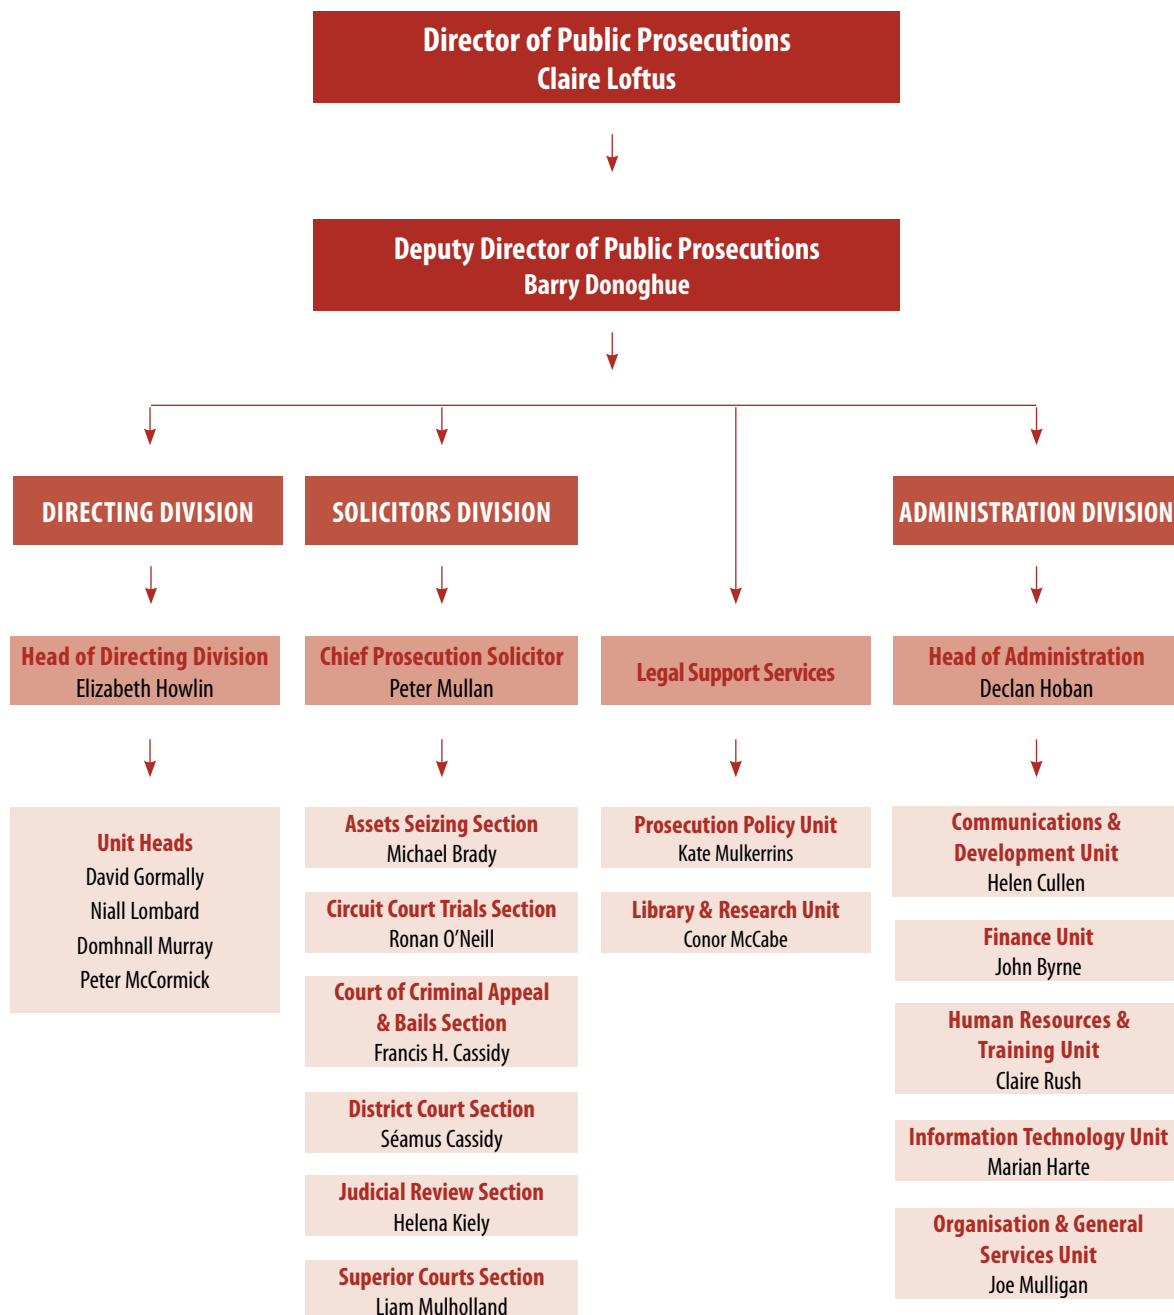 Director of Public Prosecutions
Claire Loftus
Deputy Director of Public Prosecutions
Barry Donoghue
DIRECTING DIVISION
SOLICITORS DIVISION
ADMINISTRATION DIVISION
Head of Directing Division
Elizabeth Howlin
Chief Prosecution Solicitor
Peter Mullan
Legal Support Services
Head of Administration
Declan Hoban
Unit Heads
David Gormally
Niall Lombard
Domhnall Murray
Peter McCormick
Assets Seizing Section
Michael Brady
Circuit Court Trials Section
Ronan O'Neill
Court of Criminal Appeal
& Bails Section
Francis H. Cassidy
District Court Section
Séamus Cassidy
Judicial Review Section
Helena Kiely
Superior Courts Section
Liam Mulholland
Prosecution Policy Unit
Kate Mulkerrins
Library & Research Unit
Conor McCabe
Communications &
Development Unit
Helen Cullen
Finance Unit
John Byrne
Human Resources &
Training Unit
Claire Rush
Information Technology Unit
Marian Harte
Organisation & General
Services Unit
Joe Mulligan